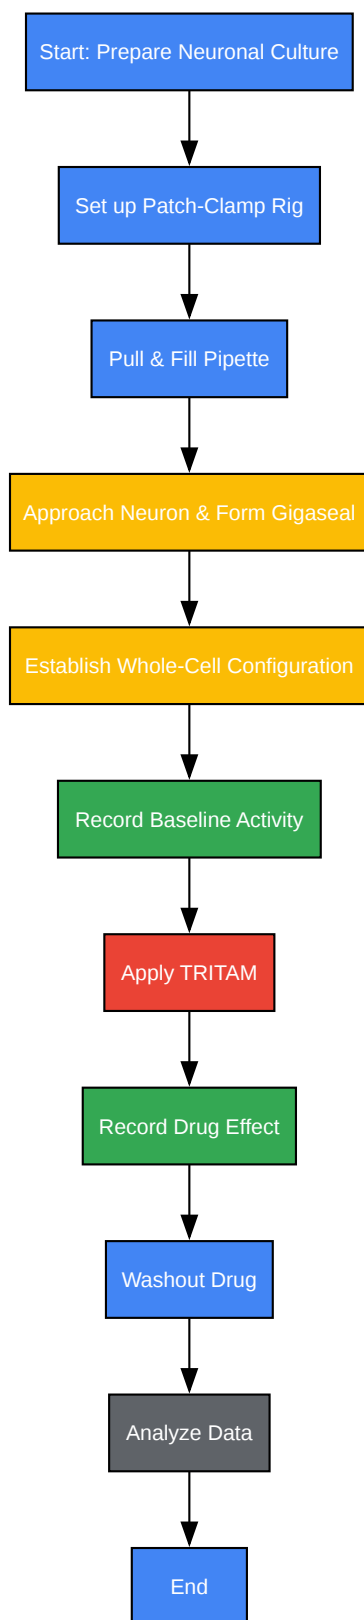 Start: Prepare Neuronal Culture
Set up Patch-Clamp Rig
Pull & Fill Pipette
Approach Neuron & Form Gigaseal
Establish Whole-Cell Configuration
Record Baseline Activity
Apply TRITAM
Record Drug Effect
Washout Drug
Analyze Data
End